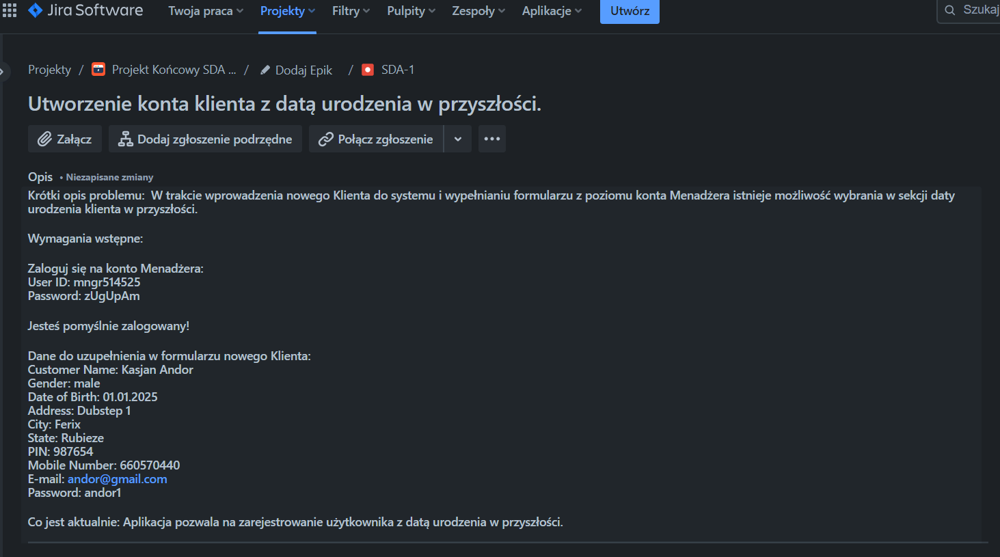 Jira Software Twoja praca Projekty Filtry Pulpity Zespoły Aplikacje Utwórz Szukaj
Projekty / Projekt Końcowy SDA ... / Dodaj Epik / SDA-1
Utworzenie konta klienta z datą urodzenia w przyszłości.
Załącz Dodaj zgłoszenie podrzędne Połącz zgłoszenie
Opis • Niezapisane zmiany
Krótki opis problemu: W trakcie wprowadzenia nowego Klienta do systemu i wypełnianiu formularzu z poziomu konta Menadżera istnieje możliwość wybrania w sekcji daty
urodzenia klienta w przyszłości.
Wymagania wstępne:
Zaloguj się na konto Menadżera:
User ID: mngr514525
Password: zUgUpAm
Jesteś pomyślnie zalogowany!
Dane do uzupełnienia w formularzu nowego Klienta:
Customer Name: Kasjan Andor
Gender: male
Date of Birth: 01.01.2025
Address: Dubstep 1
City: Ferix
State: Rubieze
PIN: 987654
Mobile Number: 660570440
E-mail: andor@gmail.com
Password: andor1
Co jest aktualnie: Aplikacja pozwala na zarejestrowanie użytkownika z datą urodzenia w przyszłości.